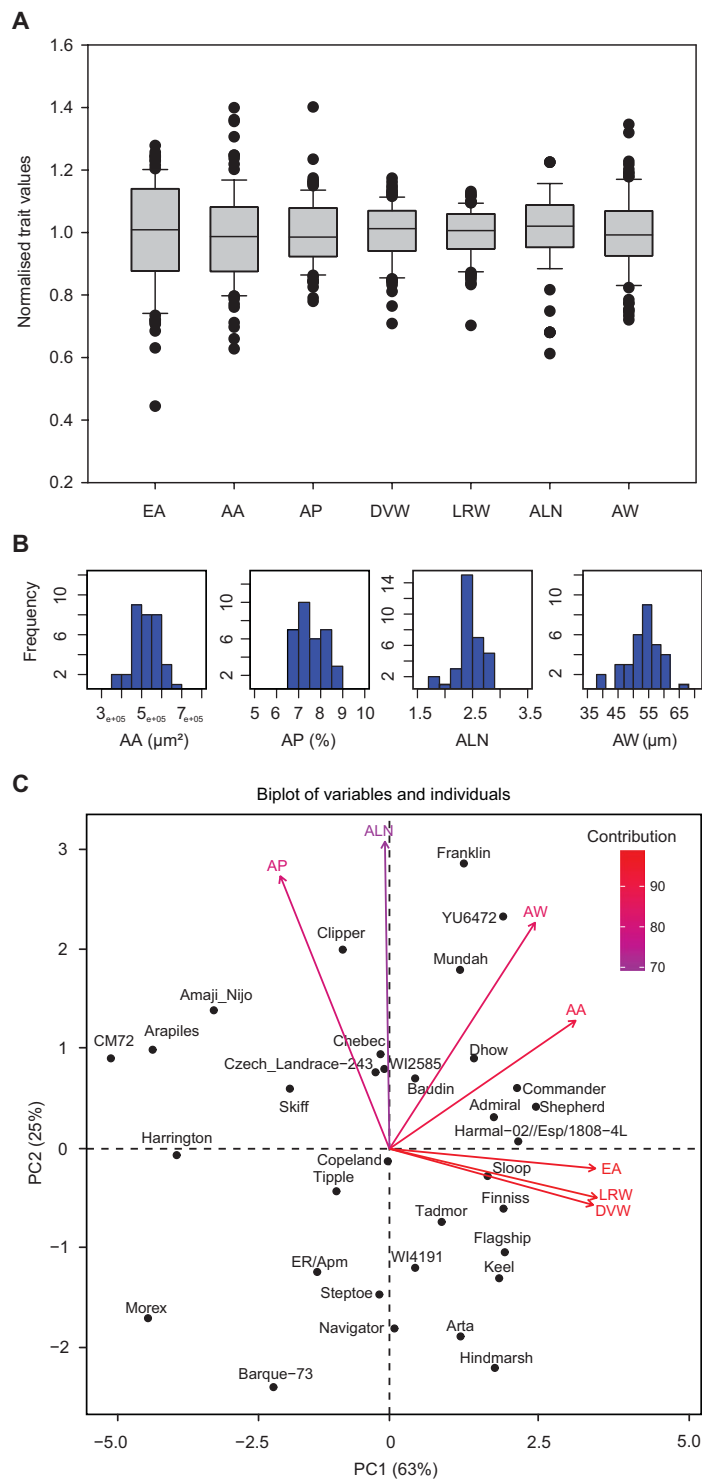 A
1.6
1.4
1.2
1.0
0.8
0.6
0.4
0.2
Normalised trait values
EA AA AP DVW LRW ALN AW
B
Frequency
2 6 10
3e+05 5e+05 7e+05
AA (µm²)
2 6 10
5 6 7 8 9 10
AP (%)
2 6 10 14
1.5 2.5 3.5
ALN
2 6 10
35 45 55 65
AW (µm)
C
Biplot of variables and individuals
Contribution
90
80
70
ALN
AP
Franklin
AW
YU6472
Clipper
Mundah
Amaji_Nijo
AA
Arapiles
CM72
Chebec
Dhow
Czech_Landrace−243
WI2585
Baudin
Commander
Skiff
Admiral
Shepherd
Harmal−02//Esp/1808−4L
Harrington
Copeland
Sloop
EA
Tipple
LRW
Finniss
DVW
Tadmor
Flagship
ER/Apm
WI4191
Keel
Steptoe
Morex
Navigator
Arta
Hindmarsh
Barque−73
3
2
1
0
−1
−2
PC2 (25%)
−5.0 −2.5 0 2.5 5.0
PC1 (63%)